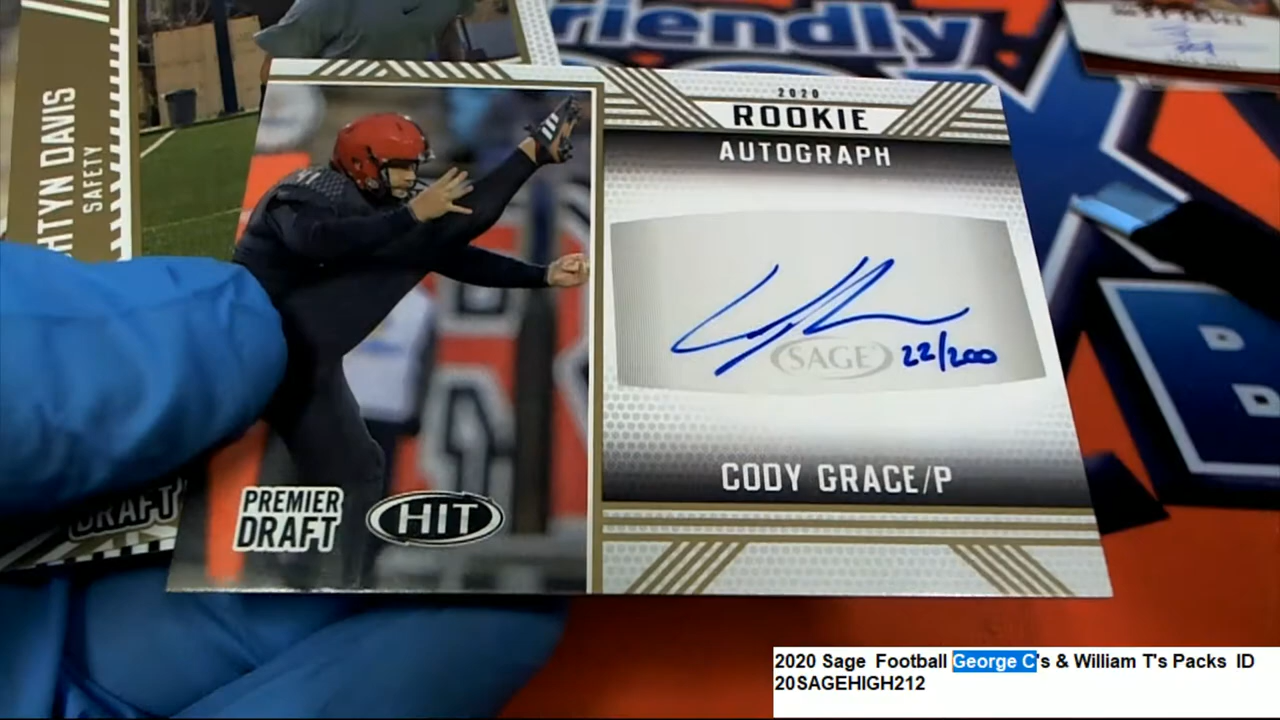 riendly
HTYN DAVIS
SAFETY
DRAFT
2020
ROOKIE
AUTOGRAPH
SAGE
22/200
CODY GRACE/P
PREMIER
DRAFT
HIT
2020 Sage Football George C's & William T's Packs ID
20SAGEHIGH212